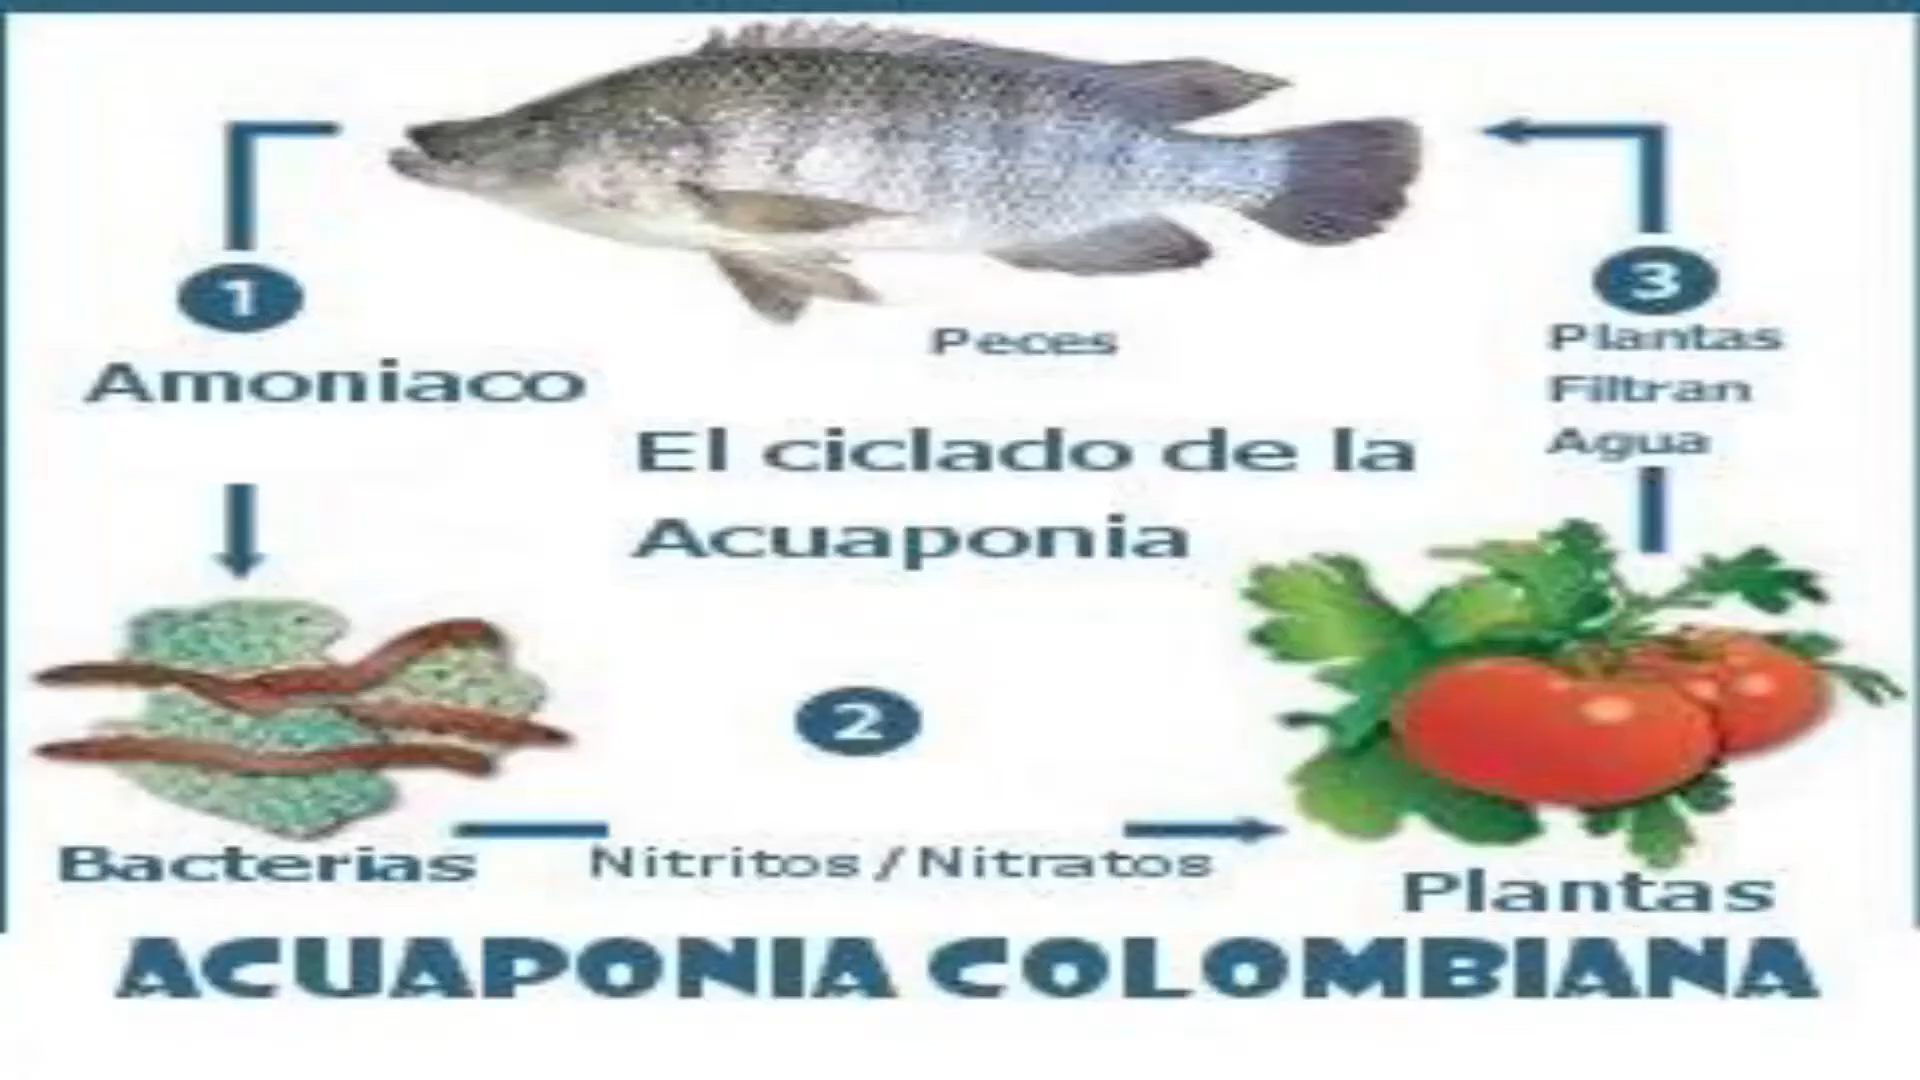 1
Amoniaco
Peces
3
Plantas
Filtran
Agua
El ciclado de la
Acuaponia
2
Bacterias
Nitritos / Nitratos
Plantas
ACUAPONIA COLOMBIANA